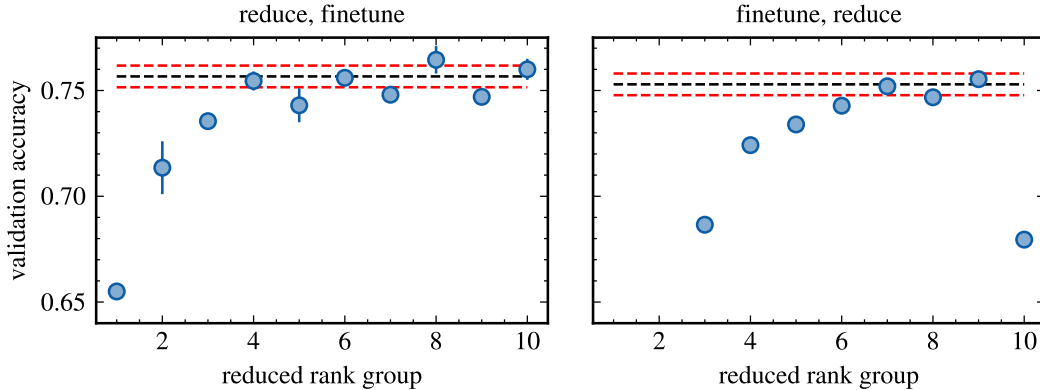 reduce, finetune
finetune, reduce
validation accuracy
0.75
0.70
0.65
2 4 6 8 10
2 4 6 8 10
reduced rank group
reduced rank group